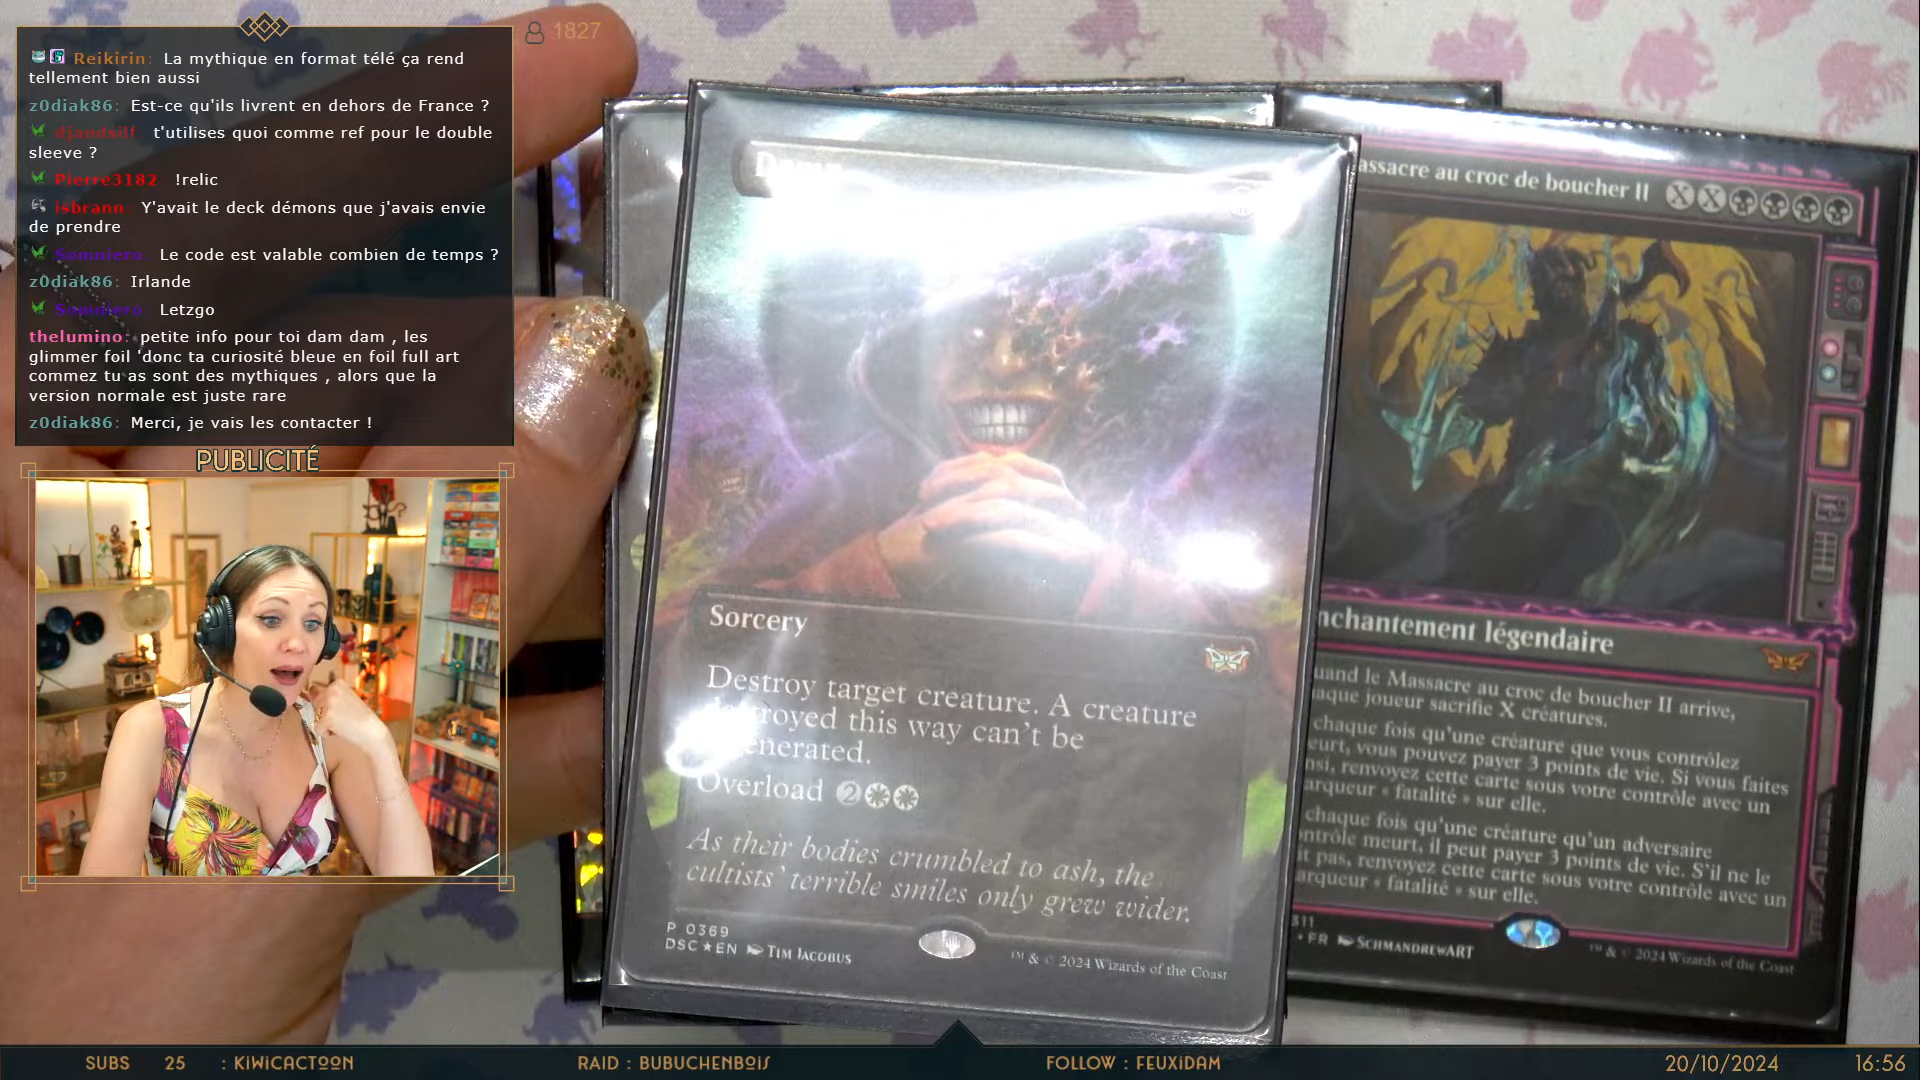 1827
Reikirin: La mythique en format télé ça rend
tellement bien aussi
z0diak86: Est-ce qu'ils livrent en dehors de France ?
djandsilf: t'utilises quoi comme ref pour le double
sleeve ?
Pierre3182 !relic
isbrann: Y'avait le deck démons que j'avais envie
de prendre
Somniero Le code est valable combien de temps ?
z0diak86: Irlande
Somniero Letzgo
thelumino: petite info pour toi dam dam , les
glimmer foil 'donc ta curiosité bleue en foil full art
commez tu as sont des mythiques , alors que la
version normale est juste rare
z0diak86: Merci, je vais les contacter !
PUBLICITÉ
Sorcery
Destroy target creature. A creature
destroyed this way can't be
regenerated.
Overload 2
As their bodies crumbled to ash, the
cultists' terrible smiles only grew wider.
P 0369
DSC★EN TIM JACOBUS
™ & © 2024 Wizards of the Coast
assacre au croc de boucher II X X
nchantement légendaire
uand le Massacre au croc de boucher II arrive,
aque joueur sacrifie X créatures.
chaque fois qu'une créature que vous contrôlez
eurt, vous pouvez payer 3 points de vie. Si vous faites
nsi, renvoyez cette carte sous votre contrôle avec un
arqueur « fatalité » sur elle.
chaque fois qu'une créature qu'un adversaire
ntrôle meurt, il peut payer 3 points de vie. S'il ne le
it pas, renvoyez cette carte sous votre contrôle avec un
arqueur « fatalité » sur elle.
311
• FR SCHMANDREWART
™ & © 2024 Wizards of the Coast
SUBS 25 : KIWICACTOON
RAID : BUBUCHENBOIS
FOLLOW : FEUXIDAM
20/10/2024 16:56